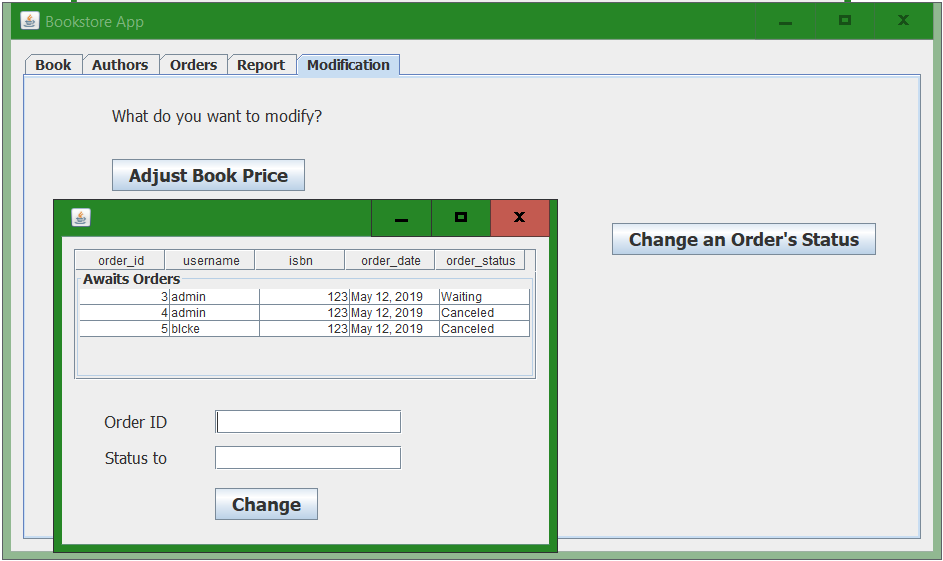 Bookstore App
Book Authors Orders Report Modification
What do you want to modify?
Adjust Book Price
Change an Order's Status
order_id username isbn order_date order_status
Awaits Orders
3 admin 123 May 12, 2019 Waiting
4 admin 123 May 12, 2019 Canceled
5 blcke 123 May 12, 2019 Canceled
Order ID
Status to
Change